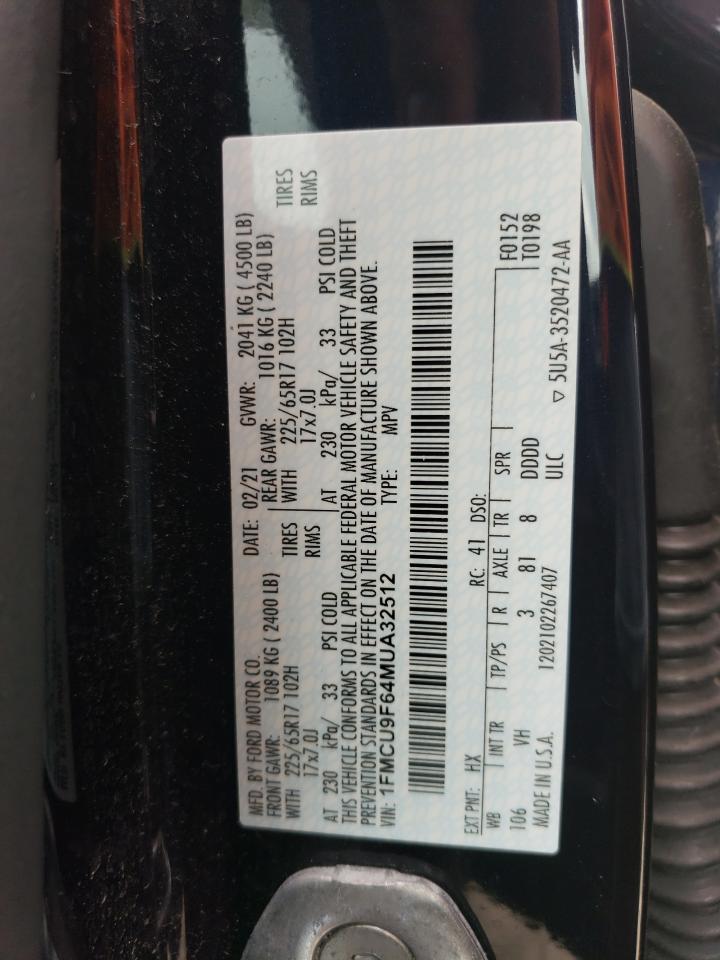 MFD. BY FORD MOTOR CO.
DATE: 02/21 GVWR: 2041 KG ( 4500 LB)
FRONT GAWR: 1089 KG ( 2400 LB) REAR GAWR: 1016 KG ( 2240 LB)
WITH 225/65R17 102H TIRES WITH 225/65R17 102H TIRES
17x7.0J RIMS 17x7.0J RIMS
AT 230 kPa/ 33 PSI COLD AT 230 kPa/ 33 PSI COLD
THIS VEHICLE CONFORMS TO ALL APPLICABLE FEDERAL MOTOR VEHICLE SAFETY AND THEFT
PREVENTION STANDARDS IN EFFECT ON THE DATE OF MANUFACTURE SHOWN ABOVE.
VIN: 1FMCU9F64MUA32512 TYPE: MPV
EXT PNT: HX RC: 41 DSO:
WB INT TR TP/PS R AXLE TR SPR F0152
106 VH 3 81 8 DDDD T0198
MADE IN U.S.A. 1202102267407 ULC ▽ 5U5A-3520472-AA